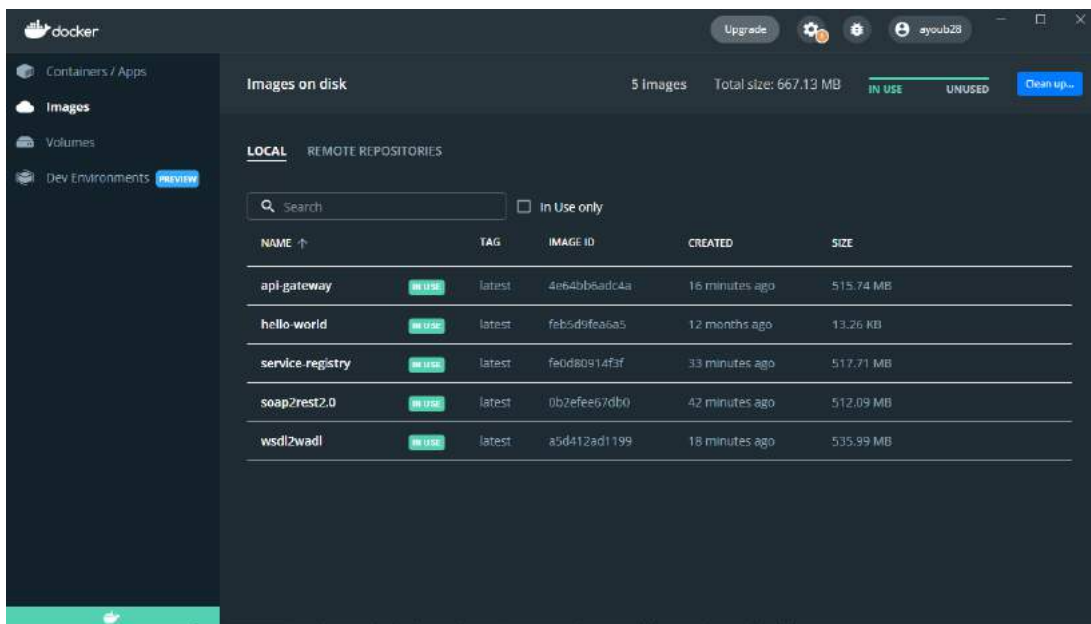 docker
Upgrade
ayoub28
Containers / Apps
Images
Volumes
Dev Environments PREVIEW
Images on disk
5 images
Total size: 667.13 MB
IN USE
UNUSED
Clean up...
LOCAL REMOTE REPOSITORIES
Search
In Use only
NAME TAG IMAGE ID CREATED SIZE
api-gateway IN USE latest 4e64bb6adc4a 16 minutes ago 515.74 MB
hello-world IN USE latest feb5d9fea6a5 12 months ago 13.26 KB
service-registry IN USE latest fe0d80914f3f 33 minutes ago 517.71 MB
soap2rest2.0 IN USE latest 0b2efee67db0 42 minutes ago 512.09 MB
wsdl2wadl IN USE latest a5d412ad1199 18 minutes ago 535.99 MB